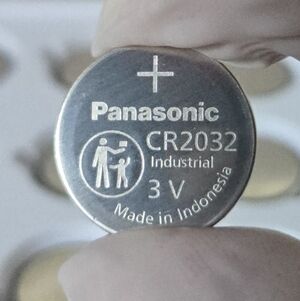 +
Panasonic
CR2032
Industrial
3 V
Made in Indonesia